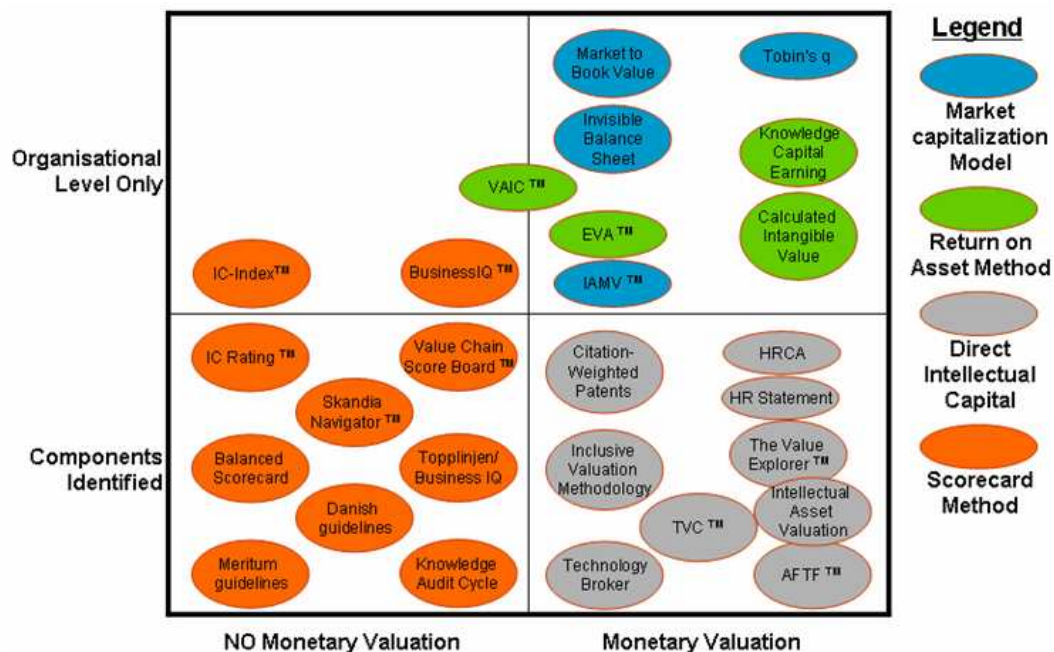 Legend
Market to
Book Value
Tobin's q
Market
capitalization
Model
Organisational
Level Only
Invisible
Balance
Sheet
Knowledge
Capital
Earning
VAIC ™
EVA ™
Calculated
Intangible
Value
Return on
Asset Method
IC-Index™
BusinessIQ ™
IAMV ™
IC Rating ™
Value Chain
Score Board ™
Citation-
Weighted
Patents
HRCA
Direct
Intellectual
Capital
Skandia
Navigator ™
HR Statement
Components
Identified
Balanced
Scorecard
Topplinjen/
Business IQ
Inclusive
Valuation
Methodology
The Value
Explorer ™
Scorecard
Method
Danish
guidelines
TVC ™
Intellectual
Asset
Valuation
Meritum
guidelines
Knowledge
Audit Cycle
Technology
Broker
AFTF ™
NO Monetary Valuation
Monetary Valuation